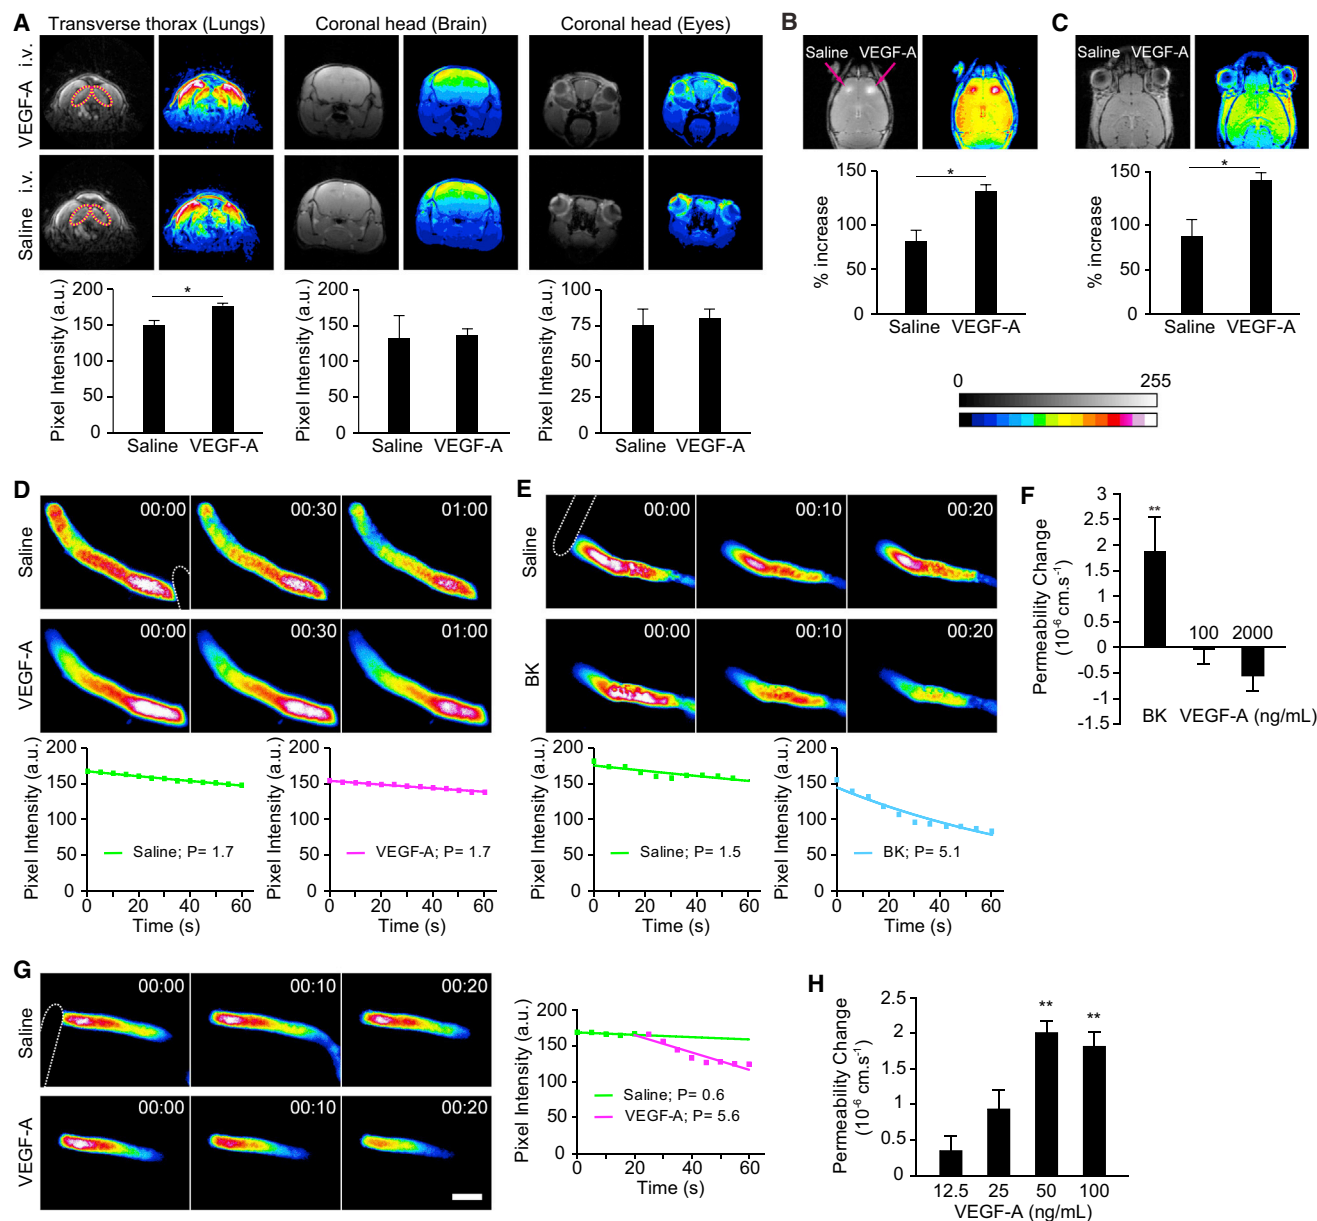 A
Transverse thorax (Lungs)
Coronal head (Brain)
Coronal head (Eyes)
VEGF-A i.v.
Saline i.v.
Pixel Intensity (a.u.)
200
150
100
50
0
*
Saline VEGF-A
Pixel Intensity (a.u.)
200
150
100
50
0
Saline VEGF-A
Pixel Intensity (a.u.)
100
75
50
25
0
Saline VEGF-A
B
Saline VEGF-A
% increase
150
100
50
0
*
Saline VEGF-A
C
Saline VEGF-A
% increase
150
100
50
0
*
Saline VEGF-A
0 255
D
Saline
00:00
00:30
01:00
VEGF-A
00:00
00:30
01:00
Pixel Intensity (a.u.)
200
150
100
50
0
Saline; P= 1.7
0 20 40 60
Time (s)
Pixel Intensity (a.u.)
200
150
100
50
0
VEGF-A; P= 1.7
0 20 40 60
Time (s)
E
Saline
00:00
00:10
00:20
BK
00:00
00:10
00:20
Pixel Intensity (a.u.)
200
150
100
50
0
Saline; P= 1.5
0 20 40 60
Time (s)
Pixel Intensity (a.u.)
200
150
100
50
0
BK; P= 5.1
0 20 40 60
Time (s)
F
Permeability Change
(10-6 cm.s-1)
3
2.5
2
1.5
1
0.5
0
-0.5
-1
-1.5
**
100 2000
BK VEGF-A (ng/mL)
G
Saline
00:00
00:10
00:20
VEGF-A
00:00
00:10
00:20
Pixel Intensity (a.u.)
200
150
100
50
0
Saline; P= 0.6
VEGF-A; P= 5.6
0 20 40 60
Time (s)
H
Permeability Change
(10-6 cm.s-1)
2.5
2
1.5
1
0.5
0
**
**
12.5 25 50 100
VEGF-A (ng/mL)